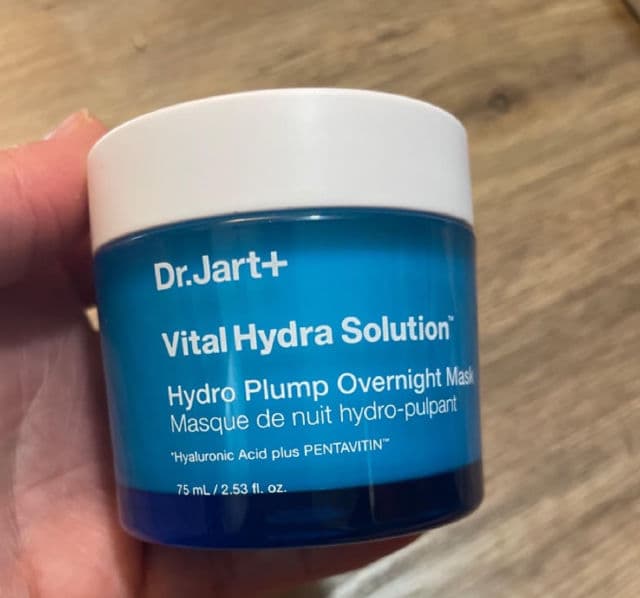 Dr.Jart+
Vital Hydra Solution™
Hydro Plump Overnight Mask
Masque de nuit hydro-pulpant
*Hyaluronic Acid plus PENTAVITIN™
75 mL / 2.53 fl. oz.